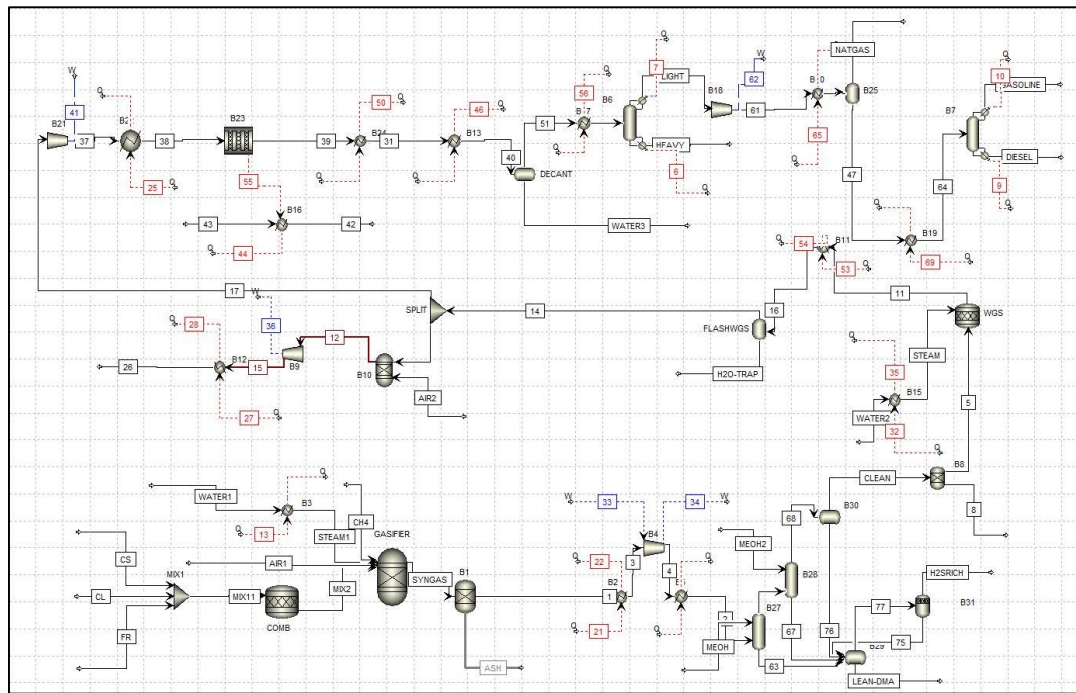 NATGAS
W
Q
7
LIGHT
B18
W
62
61
Q
B25
Q
10
GASOLINE
41
B21
37
Q
38
B23
50
Q
39
31
46
Q
B13
51
56
Q
B6
65
Q
B7
DIESEL
40
DECANT
HEAVY
6
Q
9
Q
25
Q
55
B16
43
42
44
Q
WATER3
47
64
Q
B19
69
Q
54
B11
53
Q
17
W
SPLIT
14
16
FLASHWGS
11
WGS
STEAM
28
Q
36
12
B12
B9
15
26
B10
H2O-TRAP
AIR2
27
Q
Q
35
B15
WATER2
32
Q
5
CLEAN
B8
8
WATER1
Q
B3
13
Q
STEAM1
CH4
GASIFIER
W
33
34
W
B4
68
B30
CS
AIR1
MEOH2
CL
MIX1
MIX11
MIX2
SYNGAS
B1
22
Q
B2
3
4
Q
B28
H2SRICH
COMB
1
21
Q
B27
MEOH
67
76
77
B31
75
FR
63
ASH
LEAN-DMA